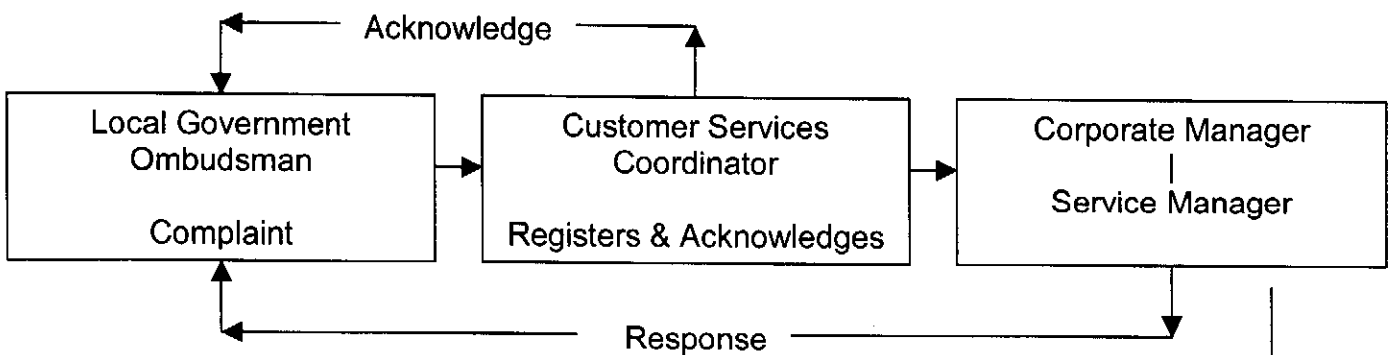 Acknowledge
Local Government
Ombudsman
Complaint
Customer Services
Coordinator
Registers & Acknowledges
Corporate Manager
Service Manager
Response